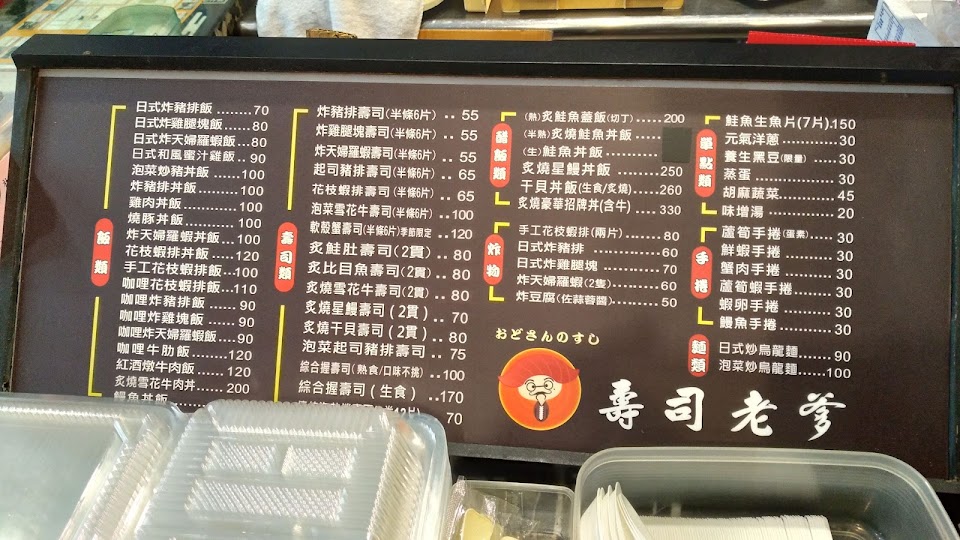 飯類
日式炸豬排飯.......70
日式炸雞腿塊飯.....80
日式炸天婦羅蝦飯...80
日式和風蜜汁雞飯..90
泡菜炒豬丼飯......100
炸豬排丼飯........100
雞肉丼飯..........100
燒豚丼飯..........100
炸天婦羅蝦丼飯....100
花枝蝦排丼飯......120
手工花枝蝦排飯....100
咖哩花枝蝦排飯....110
咖哩炸豬排飯......90
咖哩炸雞塊飯......90
咖哩炸天婦羅蝦飯..90
咖哩牛肋飯........120
紅酒燉牛肉飯......120
炙燒雪花牛肉丼....200
鰻魚丼飯
壽司類
炸豬排壽司(半條6片)..55
炸雞腿塊壽司(半條6片)..55
炸天婦羅蝦壽司(半條6片)..55
起司豬排壽司(半條6片)..65
花枝蝦排壽司(半條6片)..65
泡菜雪花牛壽司(半條6片)..100
軟殼蟹壽司(半條6片)季節限定..120
炙鮭肚壽司(2貫)..80
炙比目魚壽司(2貫)..80
炙燒雪花牛壽司(2貫)..80
炙燒星鰻壽司(2貫)..70
炙燒干貝壽司(2貫)..80
泡菜起司豬排壽司..75
綜合握壽司(熱食/口味不挑)..100
綜合握壽司(生食)..170
70
蓋飯類
(熱)炙鮭魚蓋飯(切丁).....200
(半熟)炙燒鮭魚丼飯..
(生)鮭魚丼飯
炙燒星鰻丼飯......250
干貝丼飯(生食/炙燒)....260
炙燒豪華招牌丼(含牛)..330
炸物
手工花枝蝦排(兩片)......80
日式炸豬排..............60
日式炸雞腿塊............70
炸天婦羅蝦(2隻).........60
炸豆腐(佐蒜蓉醬)........50
單點類
鮭魚生魚片(7片).150
元氣洋蔥............30
養生黑豆(限量)......30
蒸蛋................30
胡麻蔬菜............45
味增湯..............20
手捲
蘆筍手捲(蛋素)......30
鮮蝦手捲............30
蟹肉手捲............30
蘆筍蝦手捲..........30
蝦卵手捲............30
鰻魚手捲............30
麵類
日式炒烏龍麵........90
泡菜炒烏龍麵.......100
おどさんのすし
壽司老爹